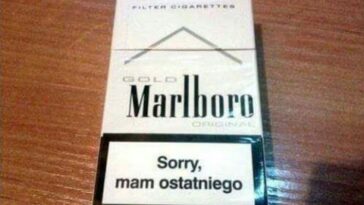 FILTER CIGARETTES
GOLD
Marlboro
ORIGINAL
Sorry,
mam ostatniego